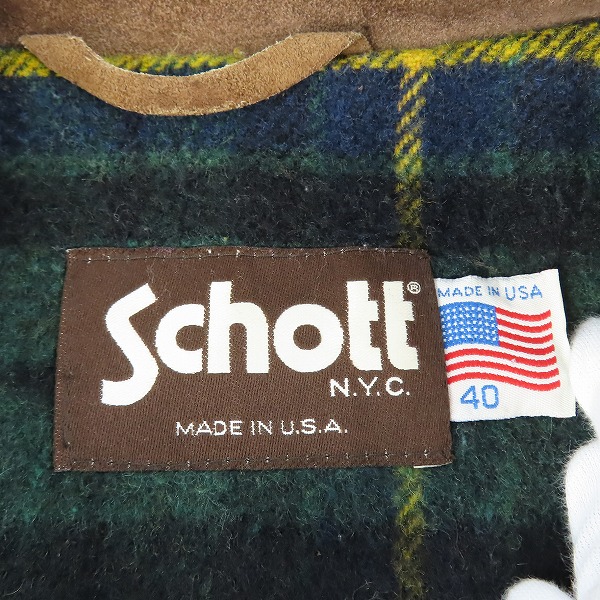 Schott®
N.Y.C.
MADE IN U.S.A.
MADE IN USA
40